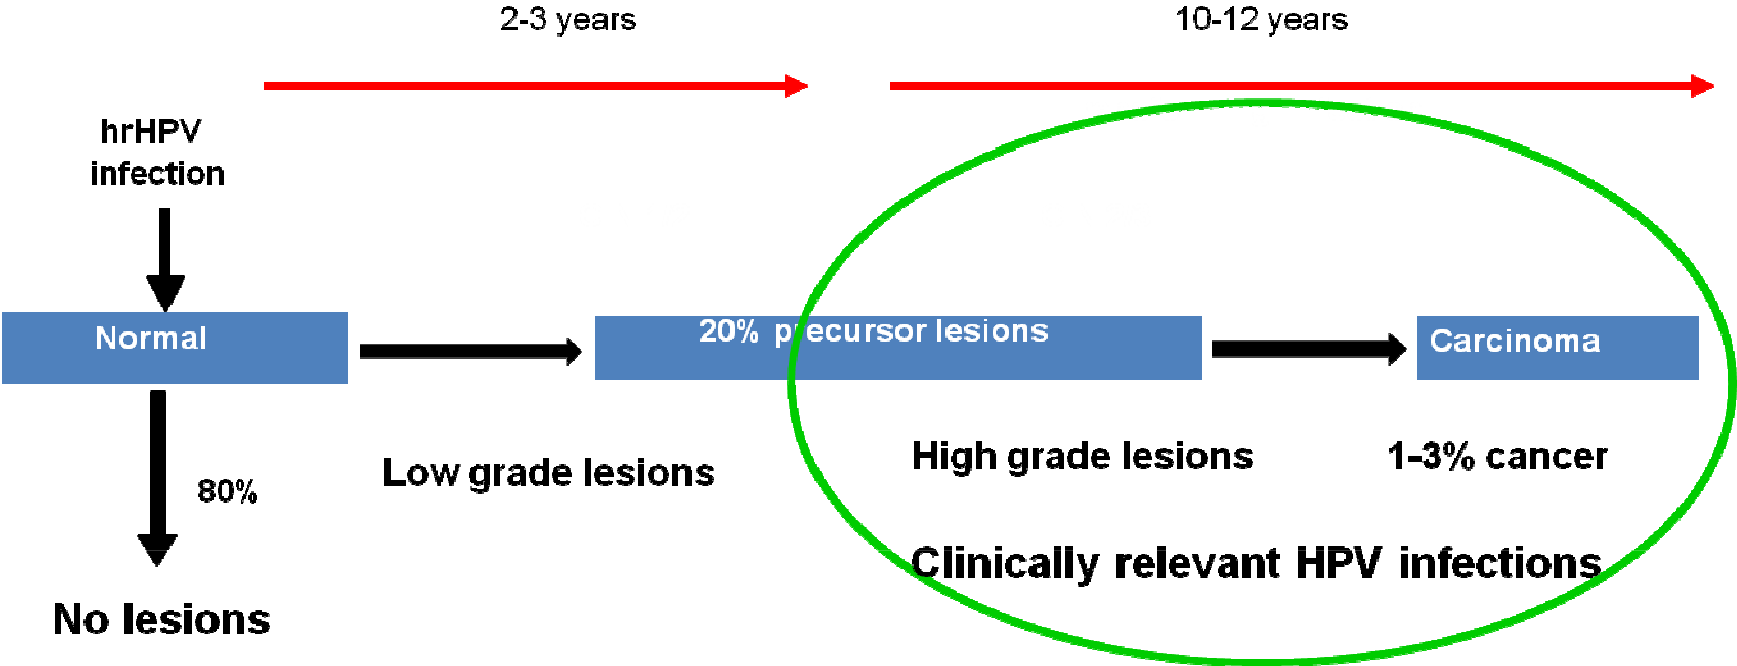 2-3 years
10-12 years
hrHPV
infection
Normal
20% precursor lesions
Carcinoma
80%
Low grade lesions
High grade lesions
1-3% cancer
Clinically relevant HPV infections
No lesions